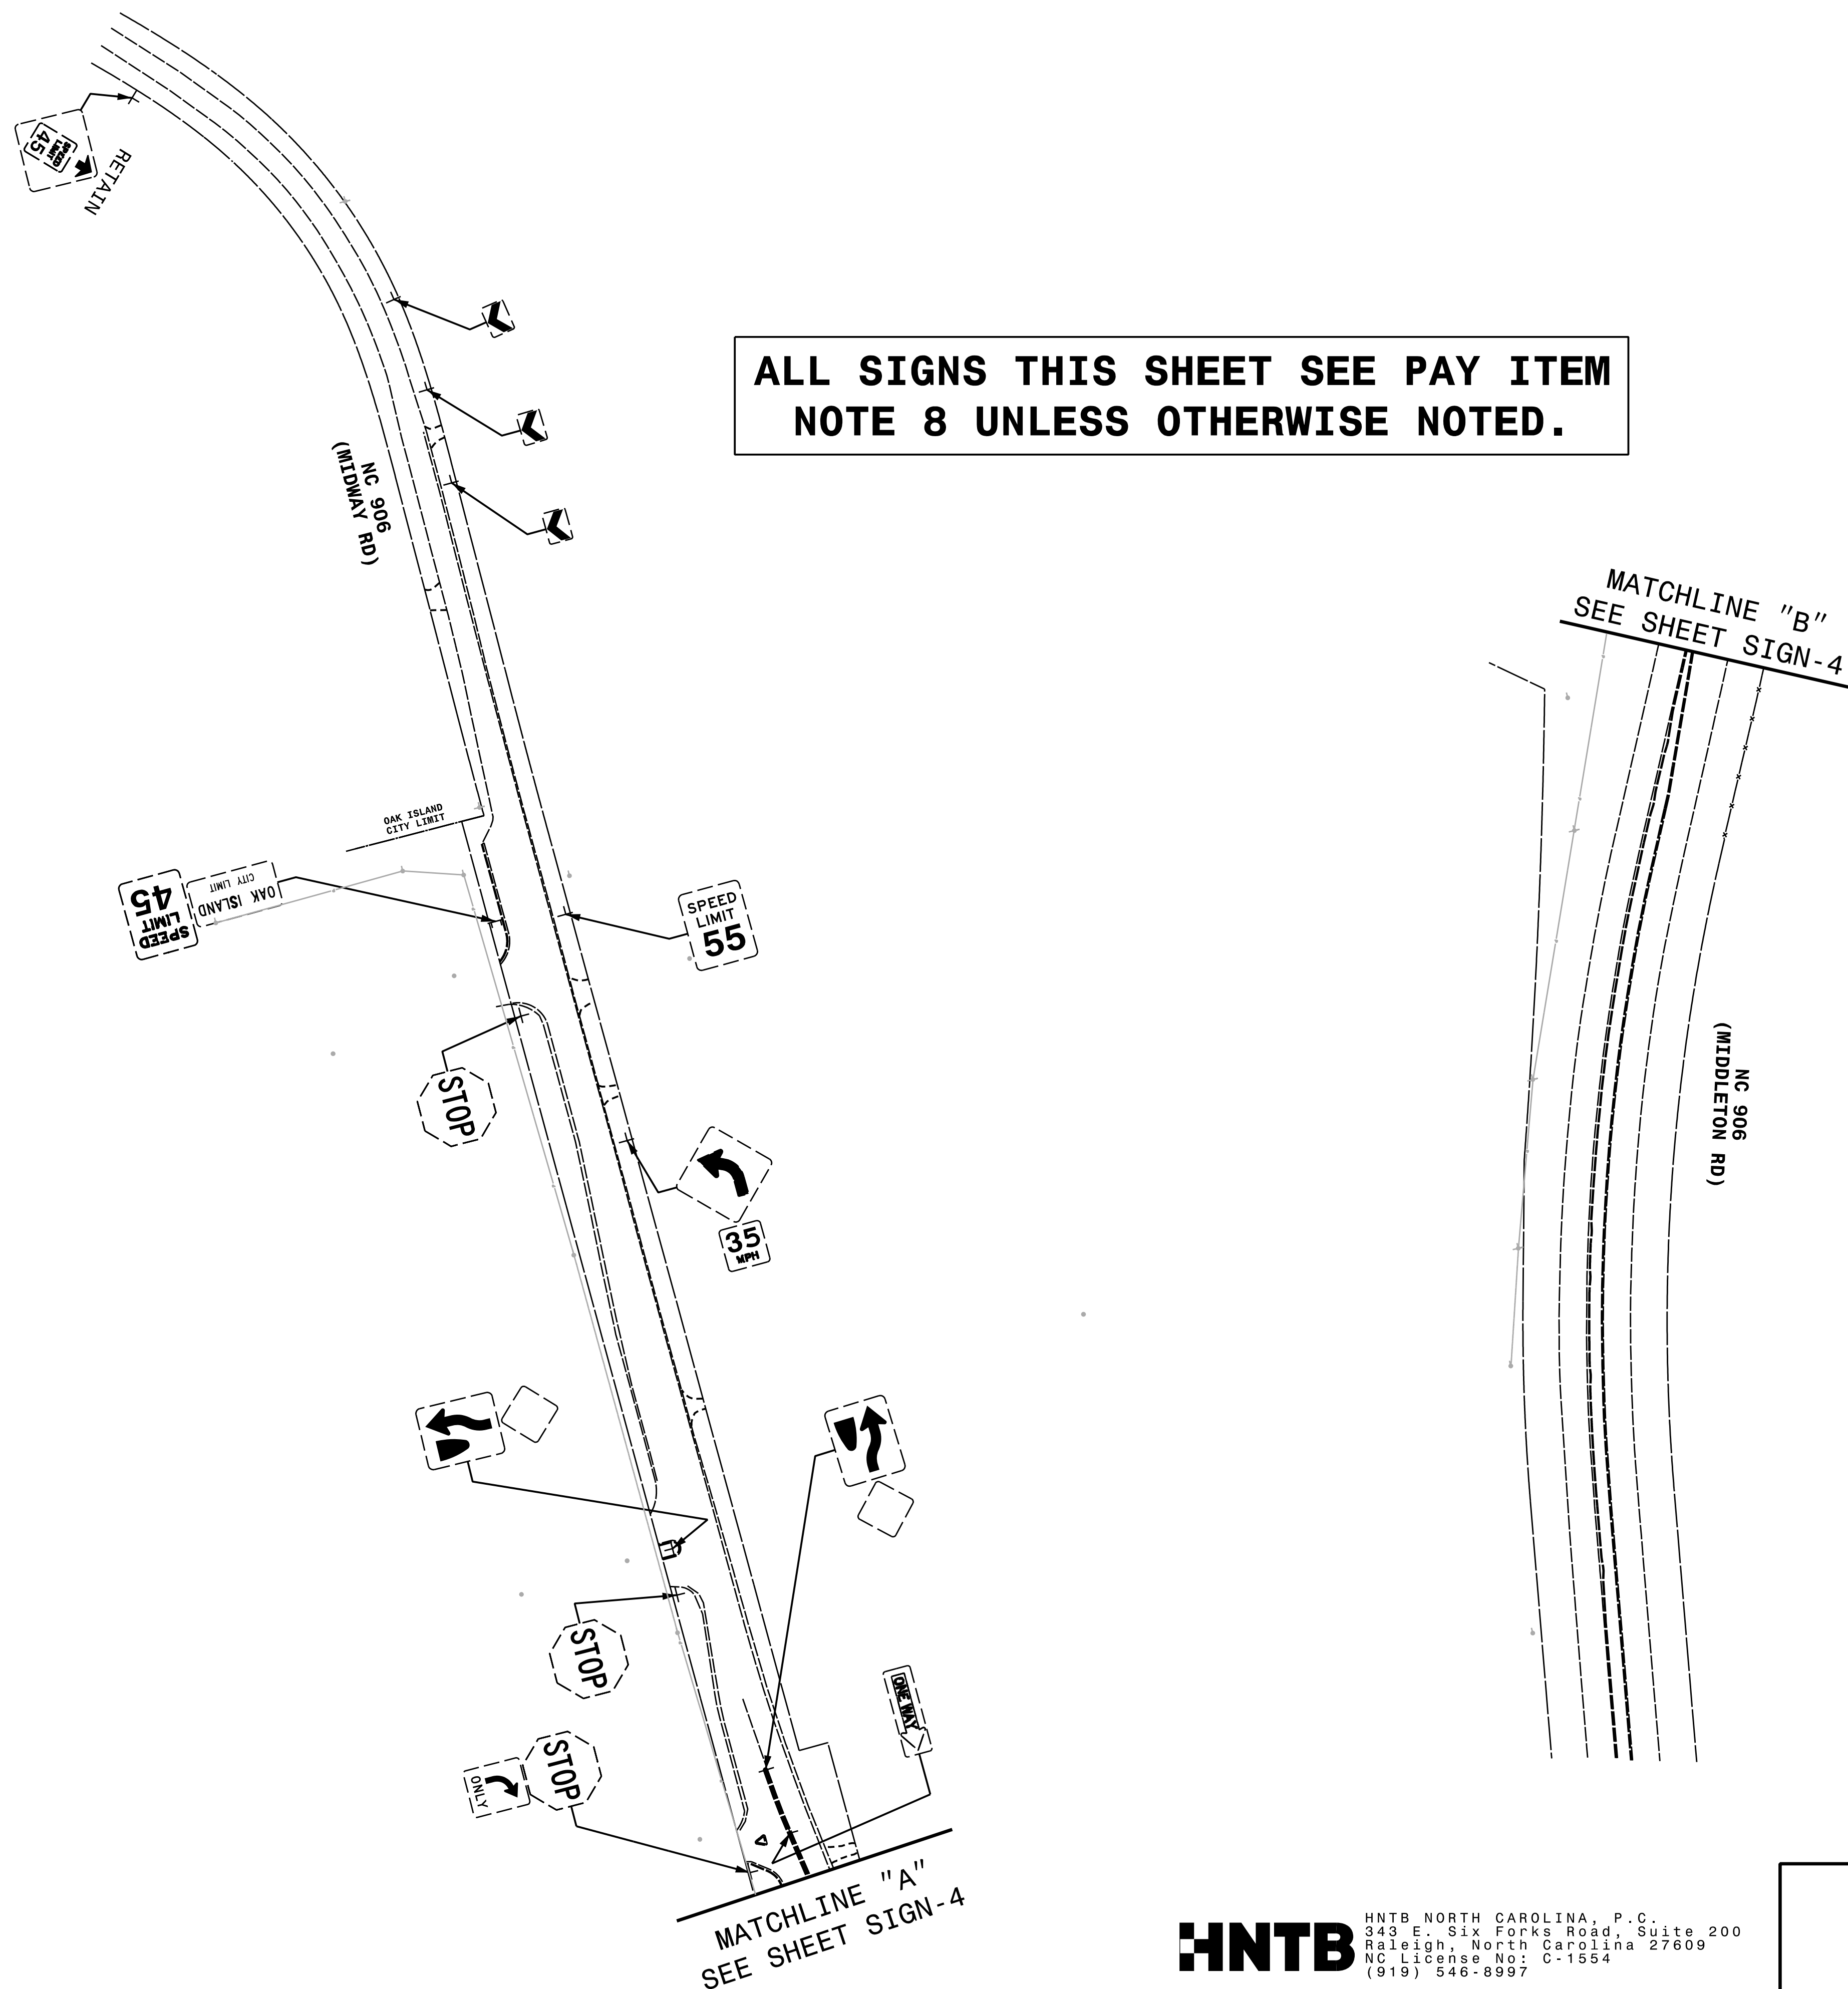 SPEED
LIMIT
45
RETAIN
ALL SIGNS THIS SHEET SEE PAY ITEM
NOTE 8 UNLESS OTHERWISE NOTED.
NC 906
(MIDWAY RD)
MATCHLINE "B"
SEE SHEET SIGN-4
OAK ISLAND
CITY LIMIT
SPEED
LIMIT
45
OAK ISLAND
CITY LIMIT
SPEED
LIMIT
55
STOP
NC 906
(MIDDLETON RD)
35
MPH
STOP
ONE WAY
STOP
ONLY
MATCHLINE "A"
SEE SHEET SIGN-4
HNTB
HNTB NORTH CAROLINA, P.C.
343 E. Six Forks Road, Suite 200
Raleigh, North Carolina 27609
NC License No: C-1554
(919) 546-8997